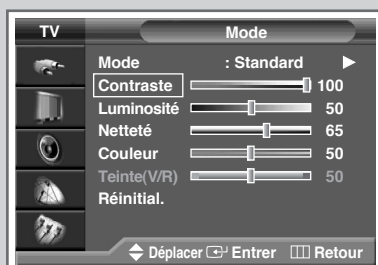 TV Mode
Mode : Standard
Contraste 100
Luminosité 50
Netteté 65
Couleur 50
Teinte(V/R) 50
Réinitial.
Déplacer Entrer Retour